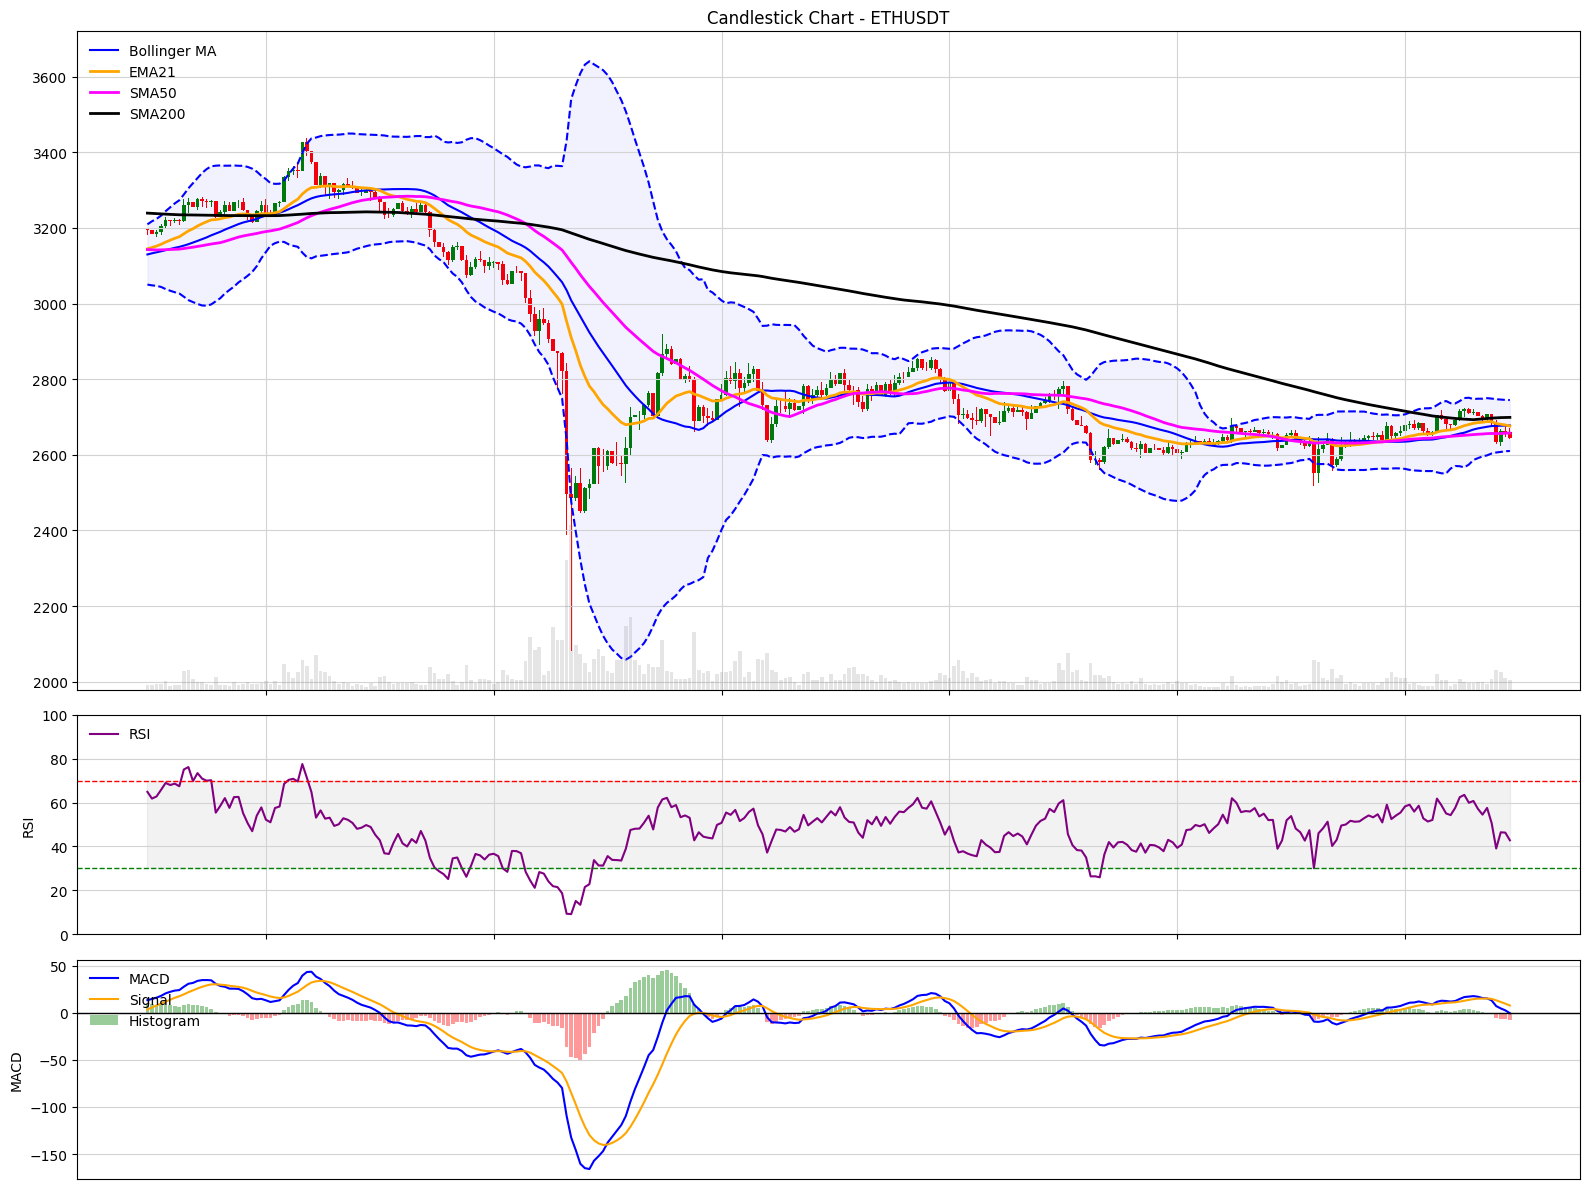 Candlestick Chart - ETHUSDT
Bollinger MA
EMA21
SMA50
SMA200
3600
3400
3200
3000
2800
2600
2400
2200
2000
RSI
RSI
100
80
60
40
20
0
MACD
Signal
Histogram
MACD
50
0
−50
−100
−150